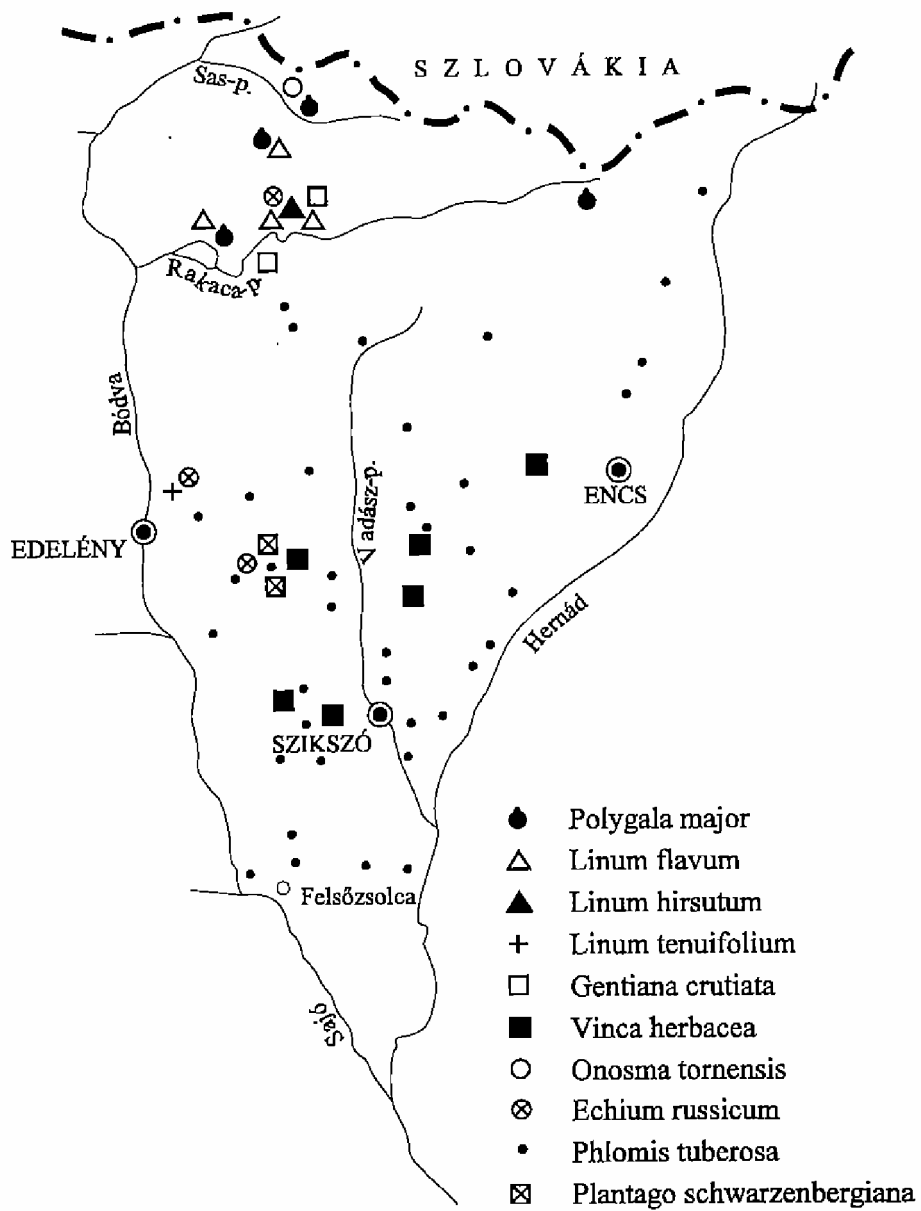 SZLOVÁKIA
Sas-p.
Rakaca-p.
Bódva
Vadász-p.
ENCS
EDELÉNY
Hernád
SZIKSZÓ
Felsőzsolca
Sajó
Polygala major
Linum flavum
Linum hirsutum
Linum tenuifolium
Gentiana crutiata
Vinca herbacea
Onosma tornensis
Echium russicum
Phlomis tuberosa
Plantago schwarzenbergiana